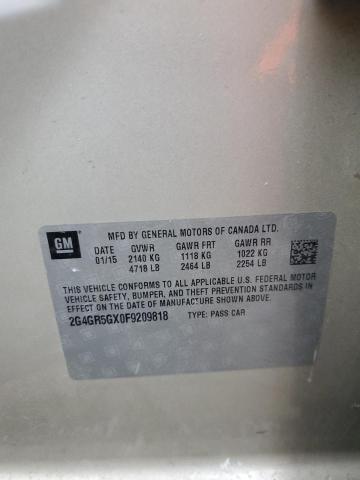 GM
MFD BY GENERAL MOTORS OF CANADA LTD.
DATE GVWR GAWR FRT GAWR RR
01/15 2140 KG 1118 KG 1022 KG
4718 LB 2464 LB 2254 LB
THIS VEHICLE CONFORMS TO ALL APPLICABLE U.S. FEDERAL MOTOR
VEHICLE SAFETY, BUMPER, AND THEFT PREVENTION STANDARDS
IN EFFECT ON THE DATE OF MANUFACTURE SHOWN ABOVE.
2G4GR5GX0F9209818 TYPE: PASS CAR